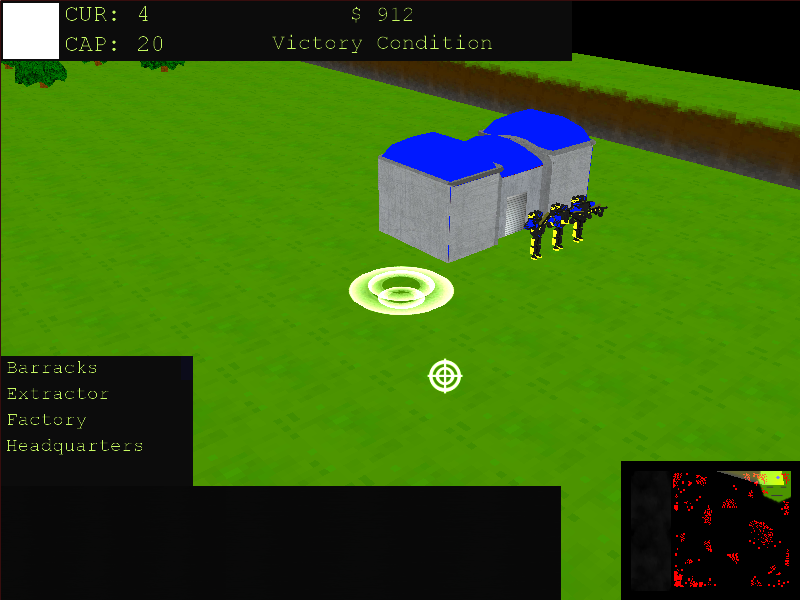 CUR: 4
$ 912
CAP: 20
Victory Condition
Barracks
Extractor
Factory
Headquarters